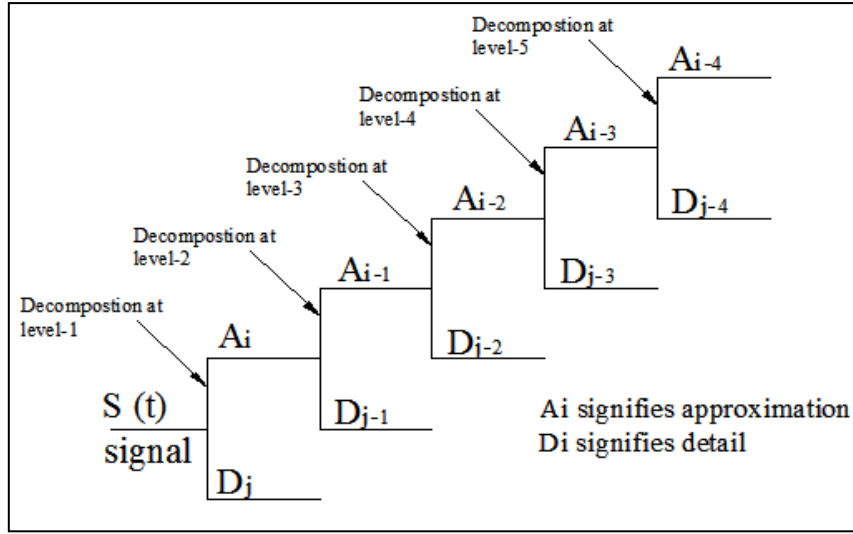 Decompostion at
level-5
Ai-4
Decompostion at
level-4
Ai-3
Decompostion at
level-3
Ai-2
Dj-4
Decompostion at
level-2
Ai-1
Dj-3
Decompostion at
level-1
Ai
Dj-2
S (t)
signal
Dj-1
Dj
Ai signifies approximation
Di signifies detail